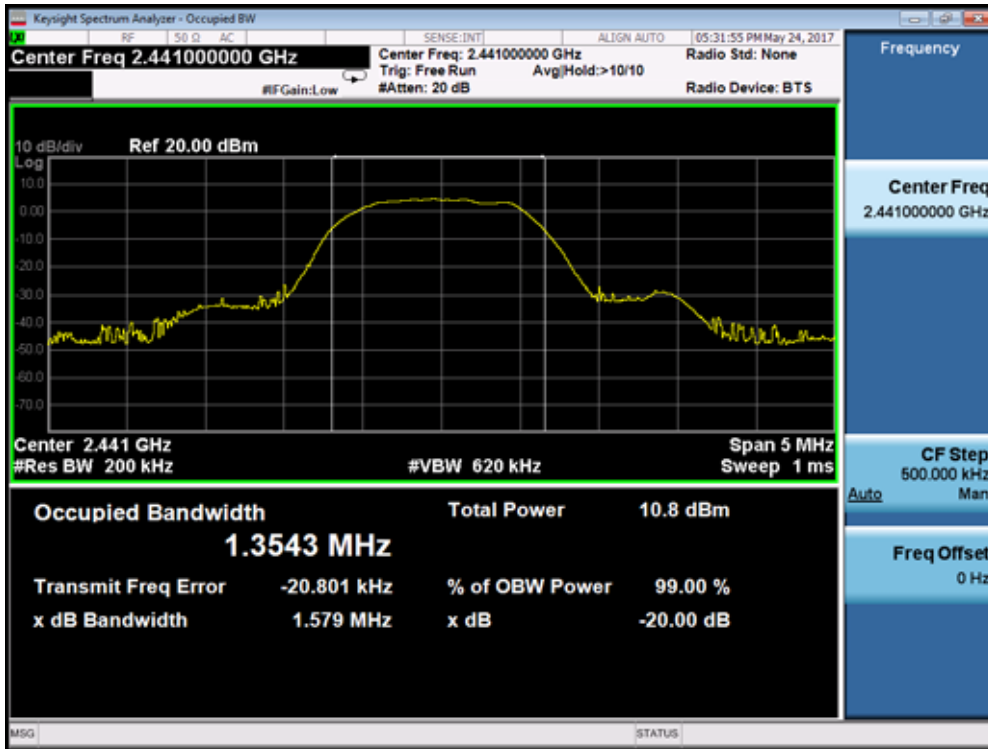 Keysight Spectrum Analyzer - Occupied BW
RF 50 Ω AC SENSE:INT ALIGN AUTO 05:31:55 PM May 24, 2017
Center Freq 2.441000000 GHz
Center Freq: 2.441000000 GHz
Radio Std: None
Trig: Free Run Avg|Hold:>10/10
#IFGain:Low
#Atten: 20 dB
Radio Device: BTS
10 dB/div Ref 20.00 dBm
Log
10.0
0.00
-10.0
-20.0
-30.0
-40.0
-50.0
-60.0
-70.0
Center 2.441 GHz
Span 5 MHz
#Res BW 200 kHz
#VBW 620 kHz
Sweep 1 ms
Occupied Bandwidth
Total Power 10.8 dBm
1.3543 MHz
Transmit Freq Error -20.801 kHz
% of OBW Power 99.00 %
x dB Bandwidth 1.579 MHz
x dB -20.00 dB
Frequency
Center Freq
2.441000000 GHz
CF Step
500.000 kHz
Auto Man
Freq Offset
0 Hz
MSG
STATUS